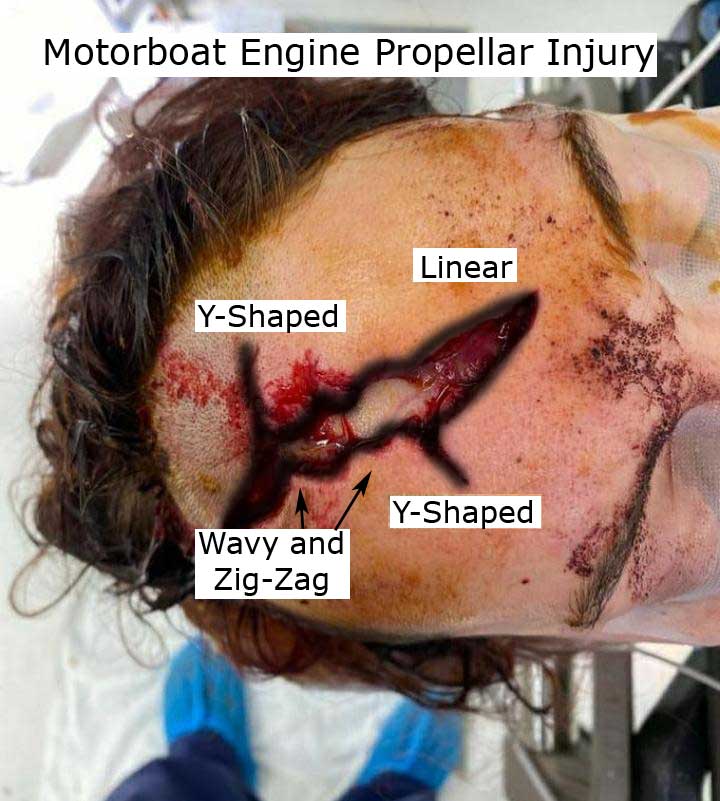 Motorboat Engine Propellar Injury
Linear
Y-Shaped
Y-Shaped
Wavy and
Zig-Zag